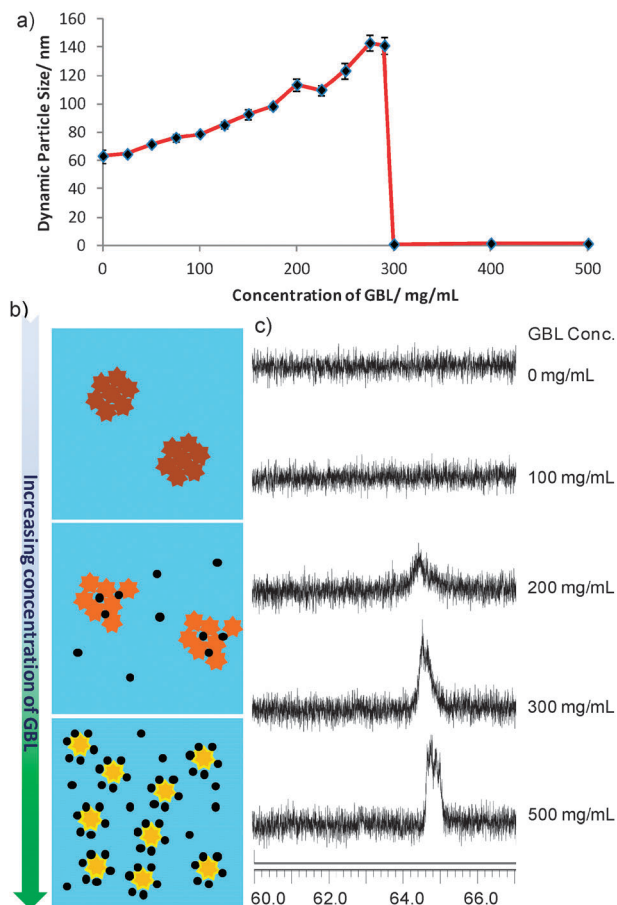 a)
160
140
120
100
80
60
40
20
0
Dynamic Particle Size/ nm
0 100 200 300 400 500
Concentration of GBL/ mg/mL
b)
Increasing concentration of GBL
c)
GBL Conc.
0 mg/mL
100 mg/mL
200 mg/mL
300 mg/mL
500 mg/mL
60.0 62.0 64.0 66.0